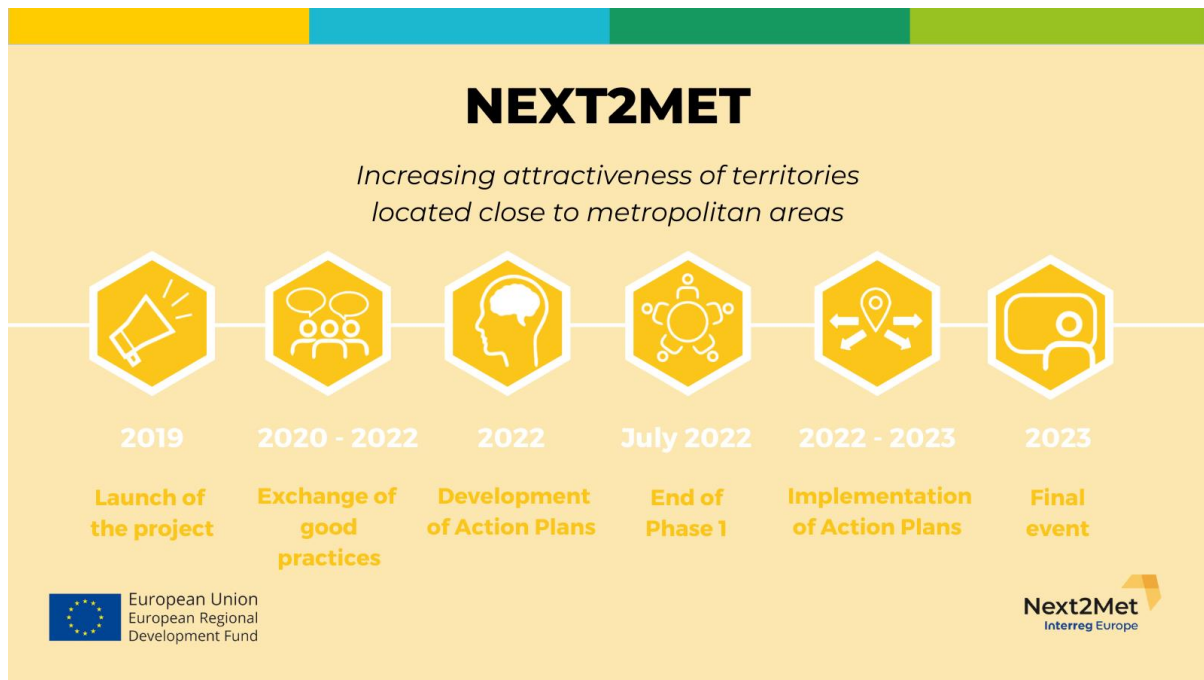 NEXT2MET
Increasing attractiveness of territories
located close to metropolitan areas
2019
2020 - 2022
2022
July 2022
2022 - 2023
2023
Launch of
the project
Exchange of
good
practices
Development
of Action Plans
End of
Phase 1
Implementation
of Action Plans
Final
event
European Union
European Regional
Development Fund
Next2Met
Interreg Europe